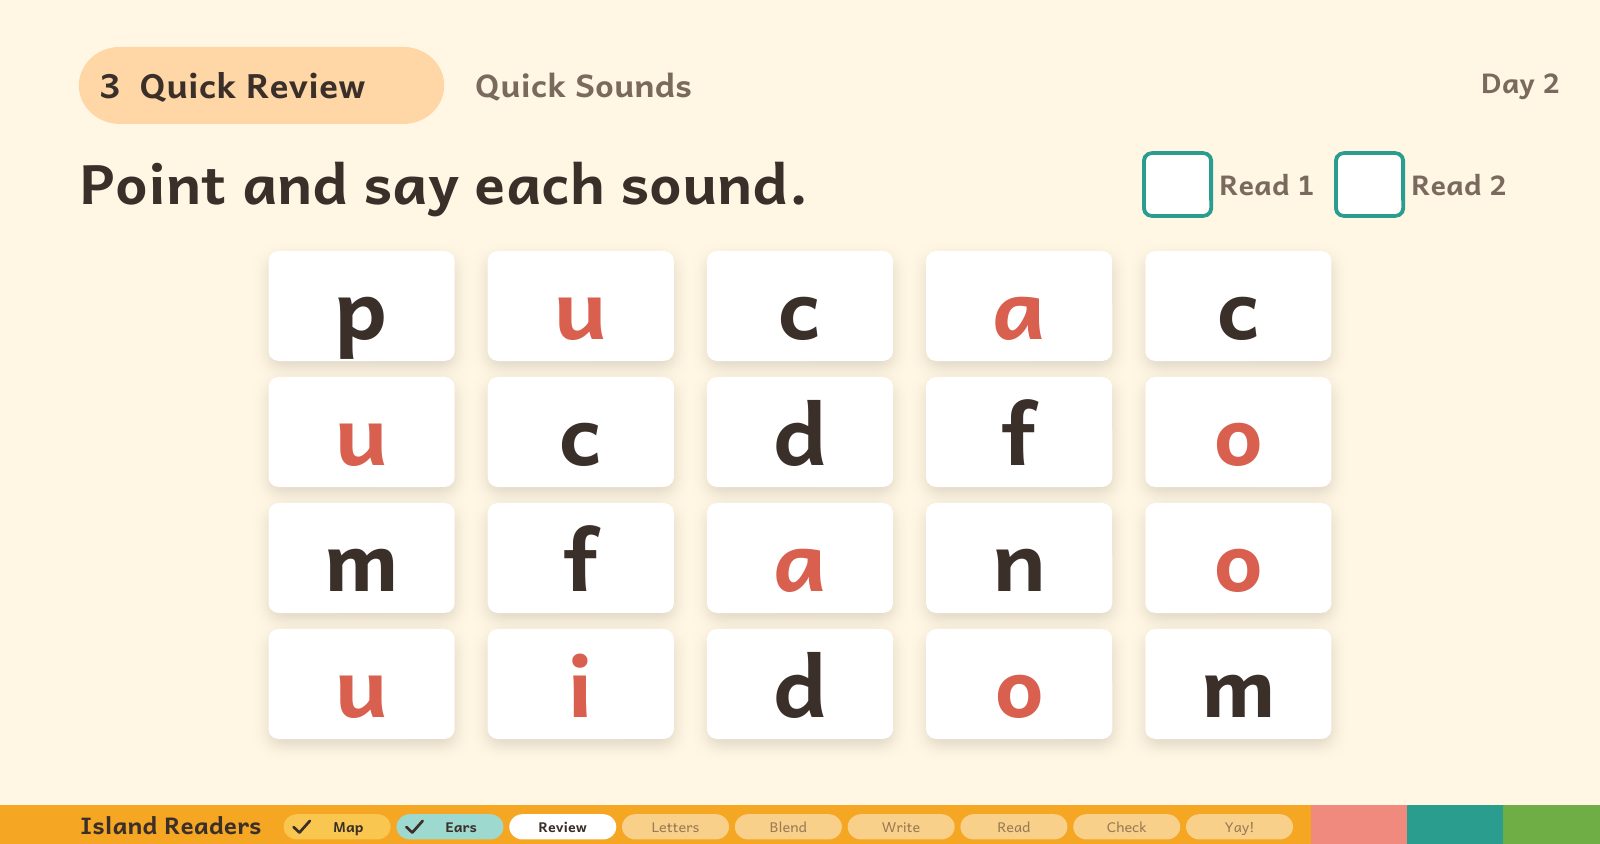 3 Quick Review Quick Sounds Day 2
Point and say each sound. Read 1 Read 2
p u c a c
u c d f o
m f a n o
u i d o m
Island Readers Map Ears Review Letters Blend Write Read Check Yay!